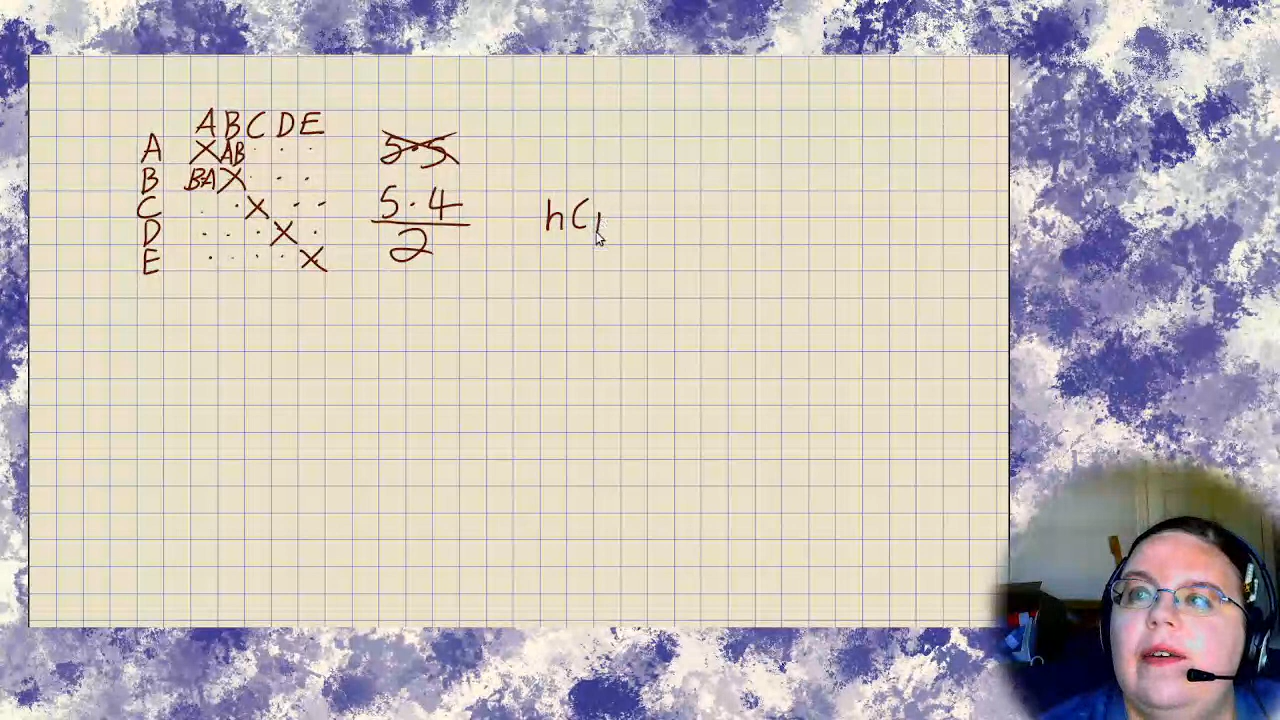 A B C D E
A X AB · · ·
B BA X · · ·
C · · X · ·
D · · · X ·
E · · · · X
5·5
5·4
2
nC